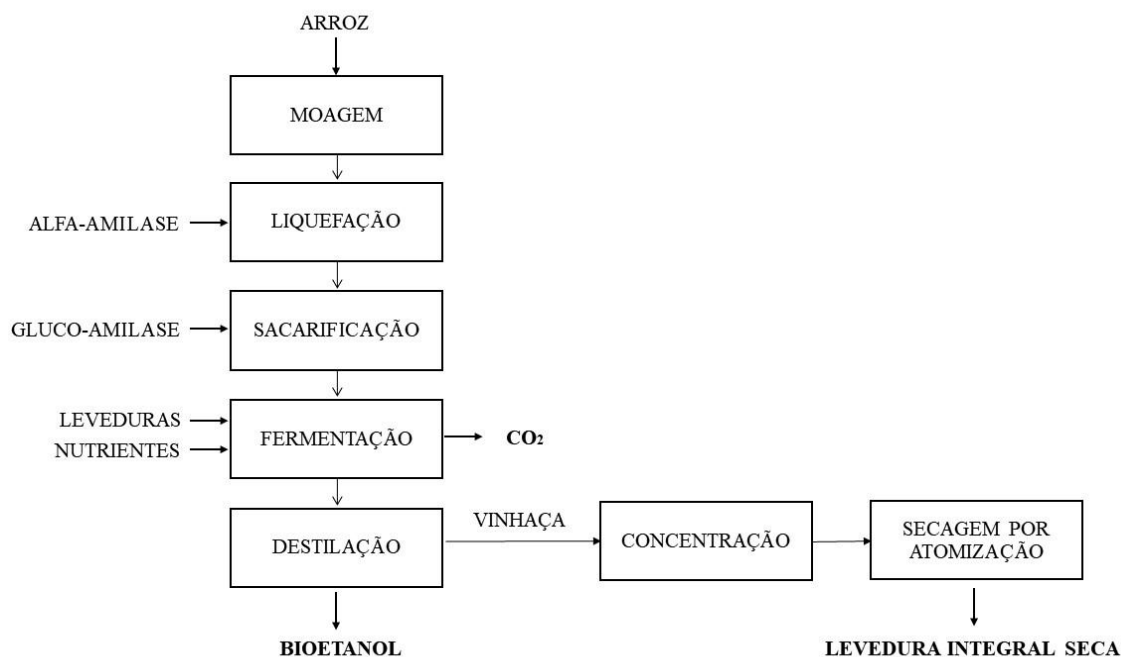 ARROZ
MOAGEM
ALFA-AMILASE
LIQUEFAÇÃO
GLUCO-AMILASE
SACARIFICAÇÃO
LEVEDURAS
NUTRIENTES
FERMENTAÇÃO
CO₂
DESTILAÇÃO
VINHAÇA
CONCENTRAÇÃO
SECAGEM POR
ATOMIZAÇÃO
BIOETANOL
LEVEDURA INTEGRAL SECA